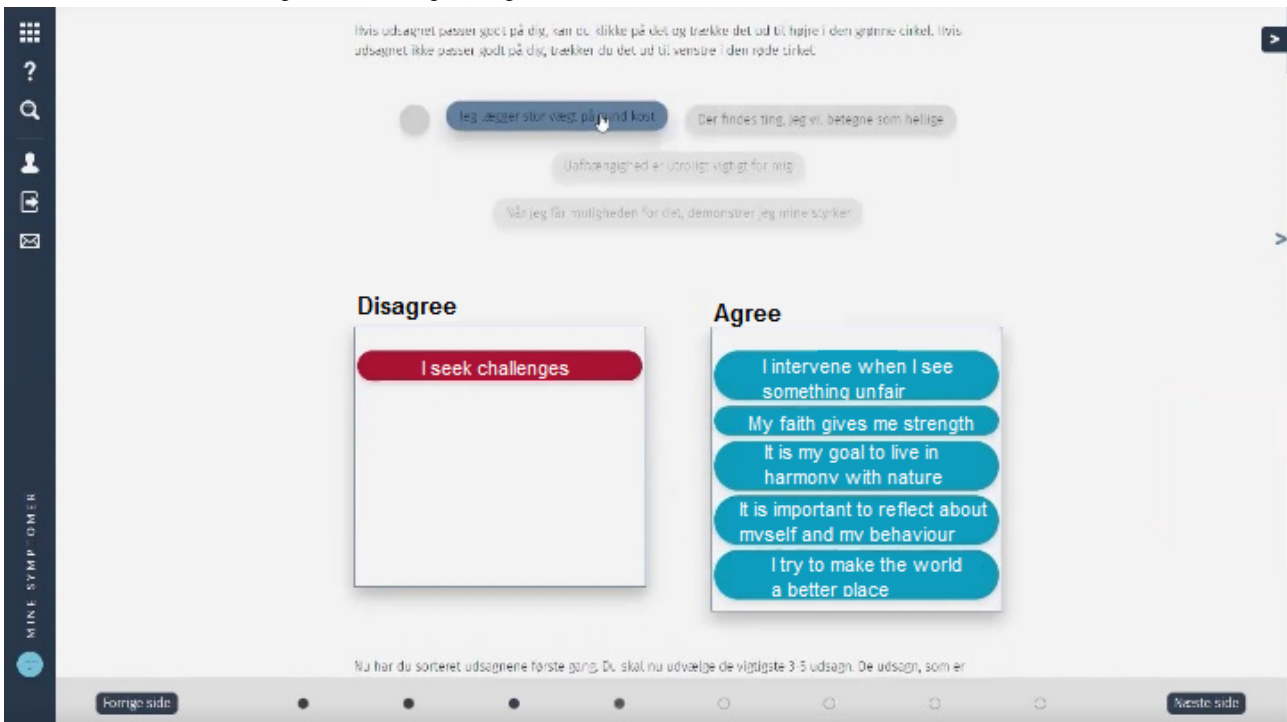 Hvis udsagnet passer godt på dig, kan du klikke på det og trække det ud til højre i den grønne cirkel. Hvis
udsagnet ikke passer godt på dig, trækker du det ud til venstre i den røde cirkel.
?
Jeg lægger stor vægt på sund kost
Der findes ting, jeg vil betegne som hellige
Uafhængighed er utroligt vigtigt for mig
Når jeg får muligheden for det, demonstrer jeg mine styrker
Disagree
Agree
I seek challenges
I intervene when I see
something unfair
My faith gives me strength
It is my goal to live in
harmony with nature
It is important to reflect about
myself and my behaviour
I try to make the world
a better place
MINE SYMPTOMER
Nu har du sorteret udsagnene første gang. Du skal nu udvælge de vigtigste 3-5 udsagn. De udsagn, som er
Forrige side
Næste side